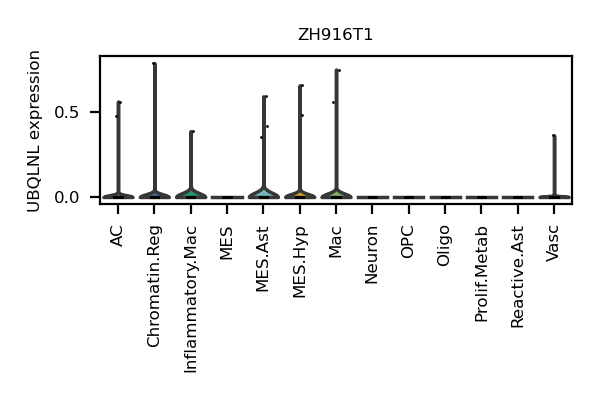 ZH916T1
UBQLNL expression
0.5
0.0
AC
Chromatin.Reg
Inflammatory.Mac
MES
MES.Ast
MES.Hyp
Mac
Neuron
OPC
Oligo
Prolif.Metab
Reactive.Ast
Vasc